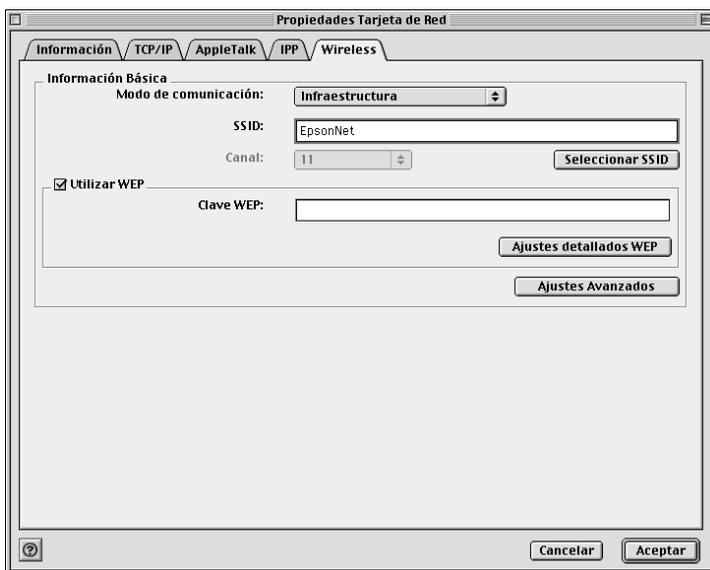 Propiedades Tarjeta de Red
Información TCP/IP AppleTalk IPP Wireless
Información Básica
Modo de comunicación: Infraestructura
SSID: EpsonNet
Canal: 11 Seleccionar SSID
Utilizar WEP
Clave WEP:
Ajustes detallados WEP
Ajustes Avanzados
? Cancelar Aceptar